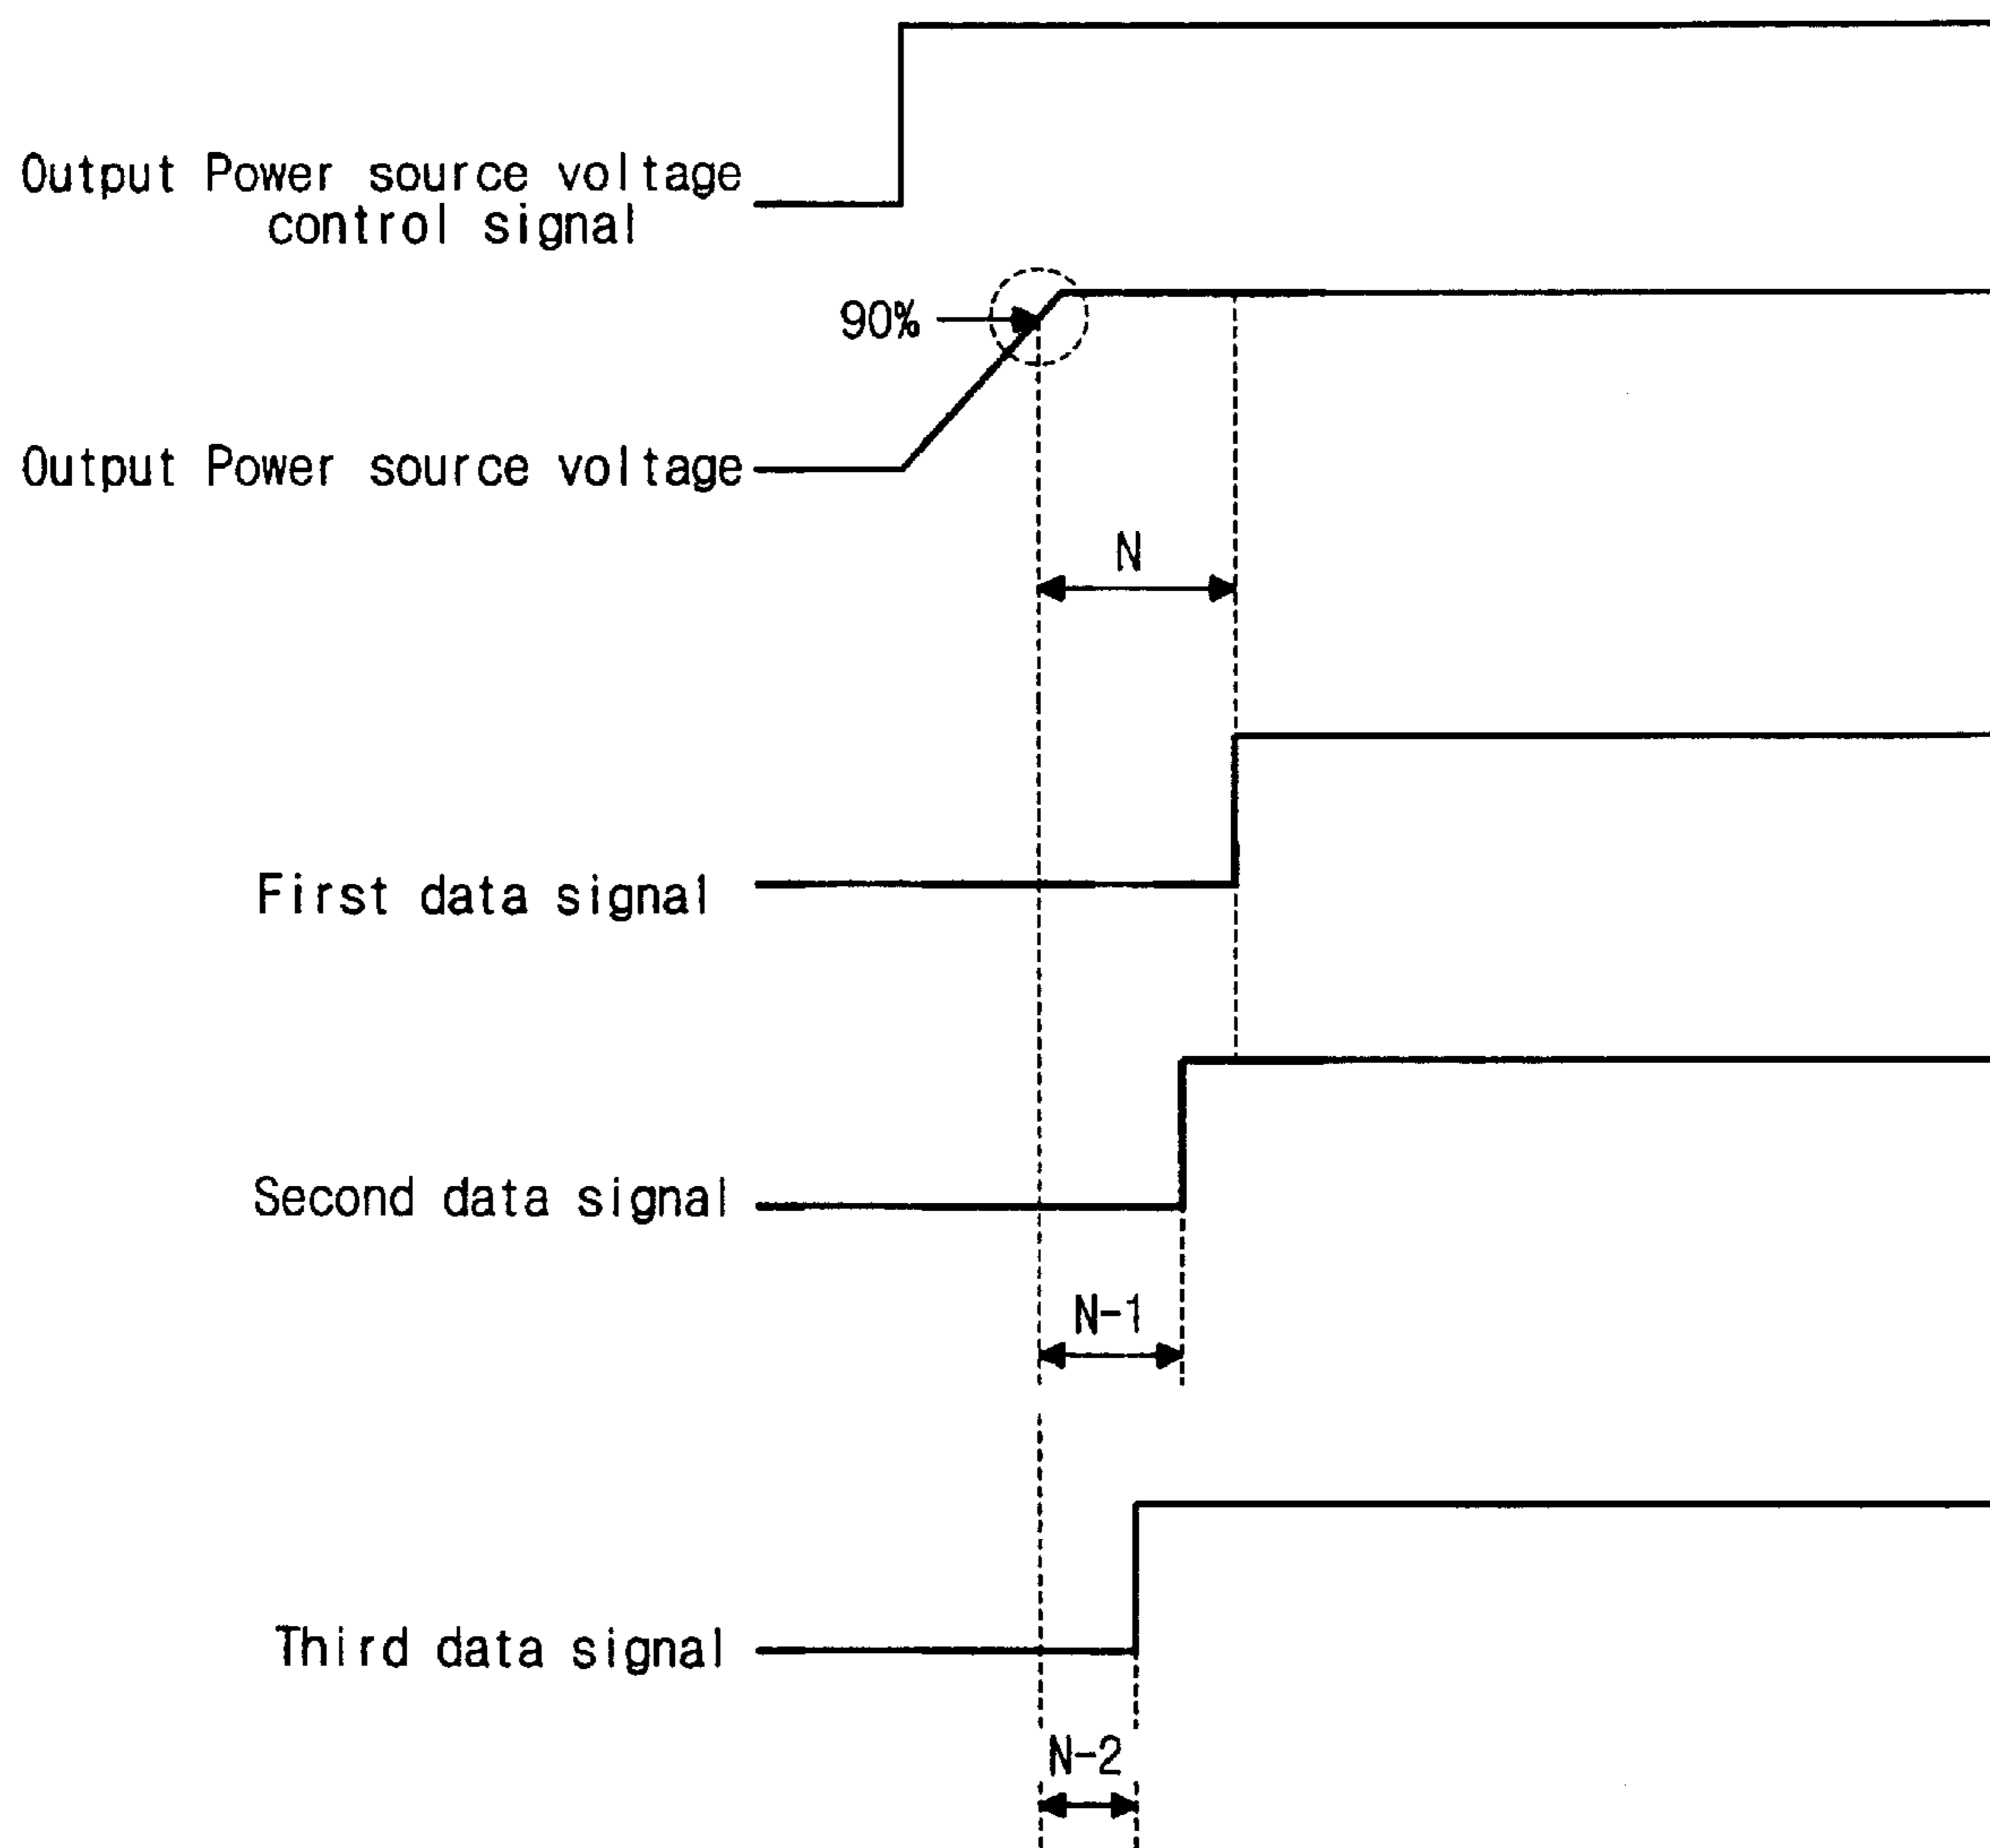 Output Power source voltage
control signal
90%
Output Power source voltage
N
First data signal
Second data signal
N-1
Third data signal
N-2